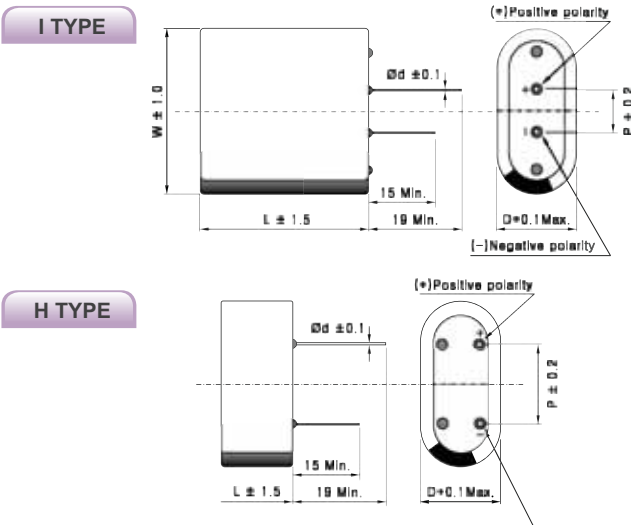 I TYPE
(+)Positive polarity
W ± 1.0
Ød ±0.1
+
P ± 0.2
15 Min.
L ± 1.5
19 Min.
D+0.1Max.
(-)Negative polarity
H TYPE
(+)Positive polarity
Ød ±0.1
+
P ± 0.2
-
15 Min.
L ± 1.5
19 Min.
D+0.1Max.